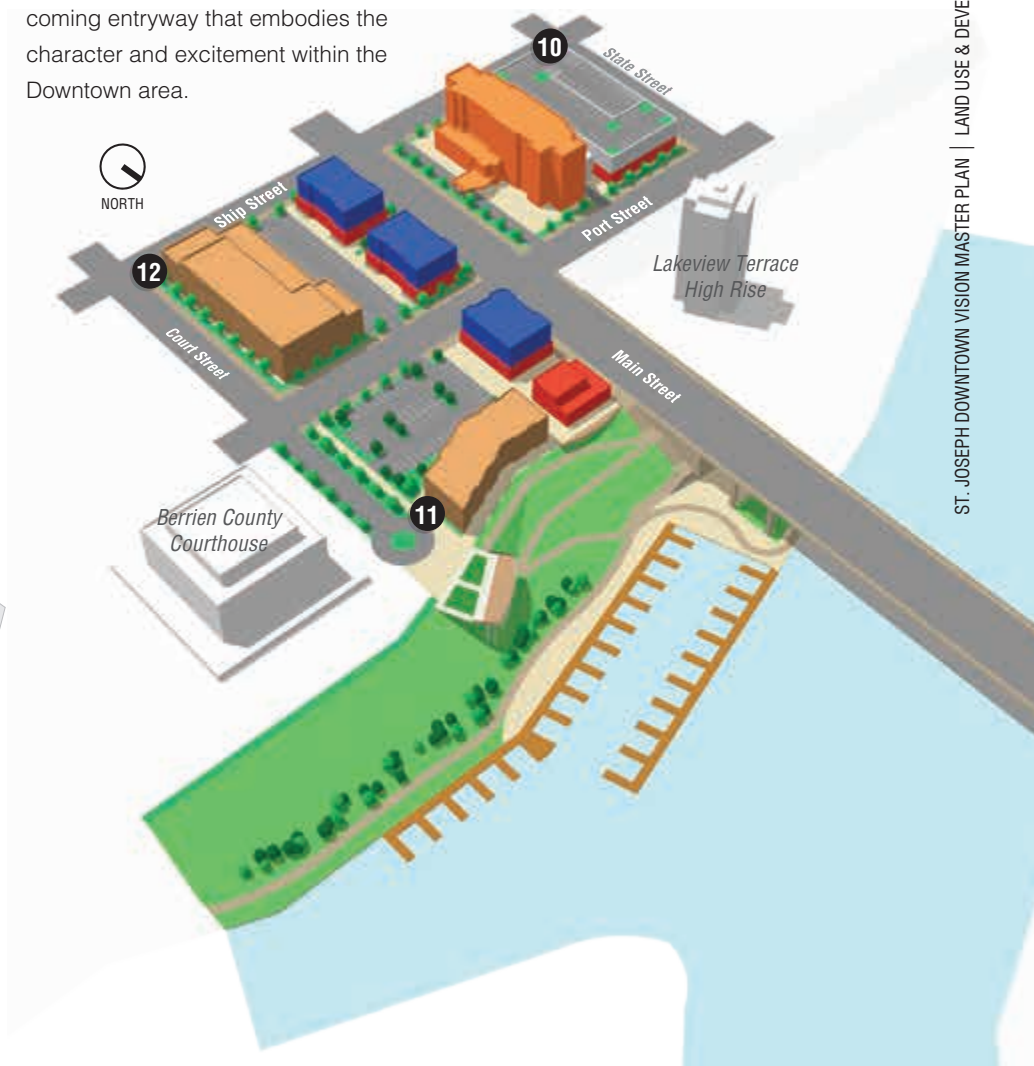 coming entryway that embodies the
character and excitement within the
Downtown area.
NORTH
10
State Street
Ship Street
Port Street
12
Lakeview Terrace
High Rise
Court Street
Main Street
11
Berrien County
Courthouse
ST. JOSEPH DOWNTOWN VISION MASTER PLAN | LAND USE &